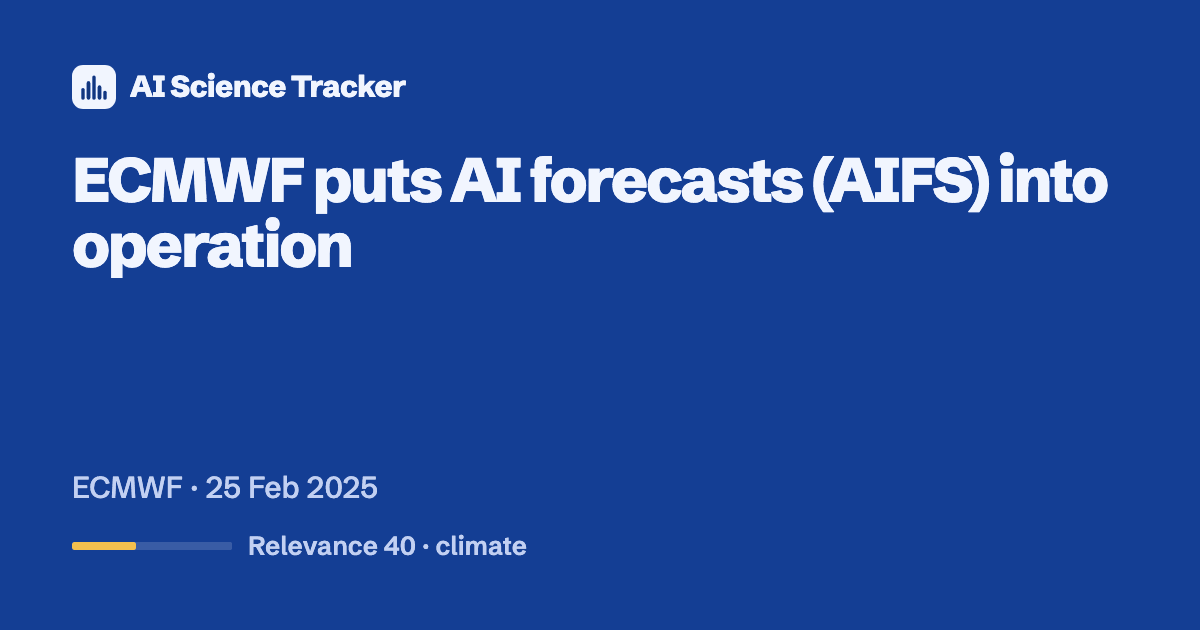 AI Science Tracker
ECMWF puts AI forecasts (AIFS) into
operation
ECMWF · 25 Feb 2025
Relevance 40 · climate